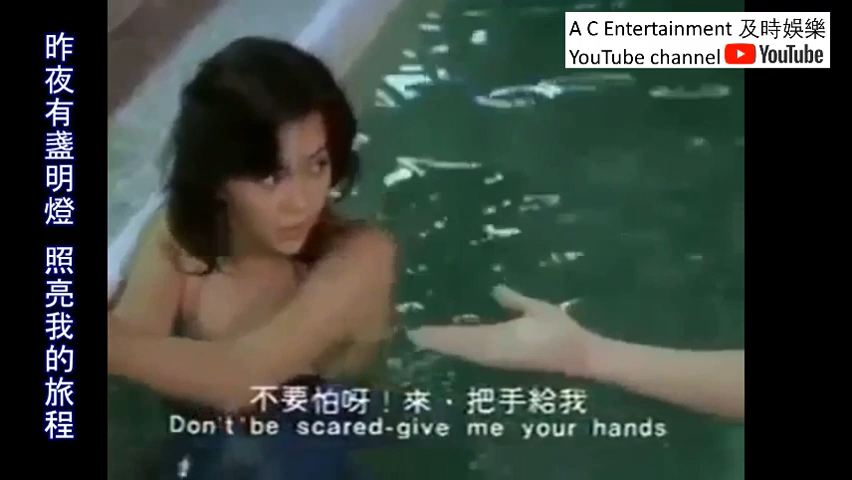 昨夜有盞明燈 照亮我的旅程
A C Entertainment 及時娛樂
YouTube channel YouTube
不要怕呀！來、把手給我
Don't be scared-give me your hands